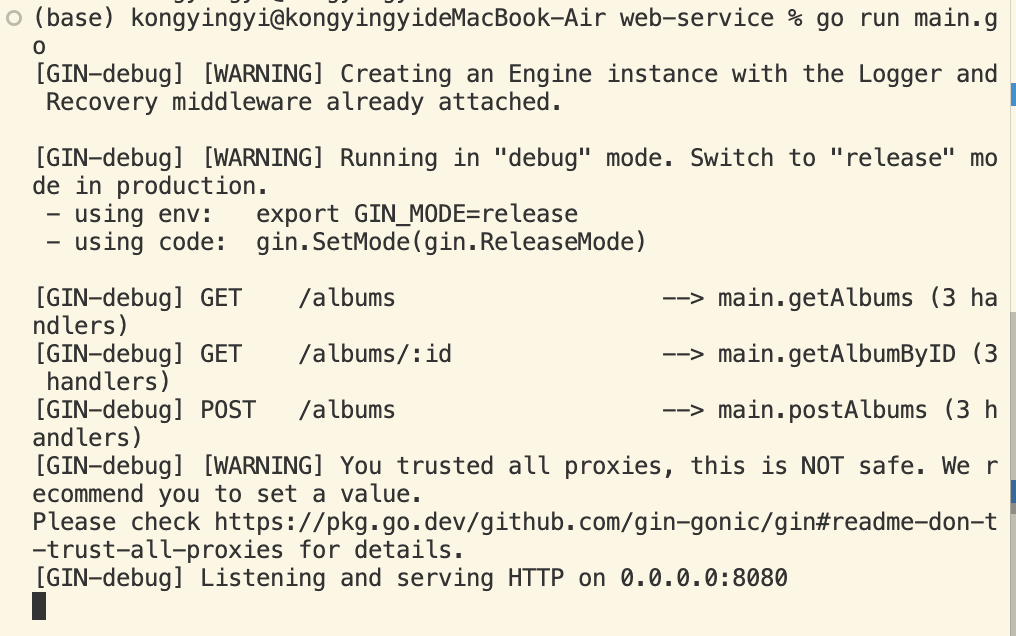 (base) kongyingyi@kongyingyideMacBook-Air web-service % go run main.g
o
[GIN-debug] [WARNING] Creating an Engine instance with the Logger and
 Recovery middleware already attached.

[GIN-debug] [WARNING] Running in "debug" mode. Switch to "release" mo
de in production.
 - using env:   export GIN_MODE=release
 - using code:  gin.SetMode(gin.ReleaseMode)

[GIN-debug] GET    /albums                   --> main.getAlbums (3 ha
ndlers)
[GIN-debug] GET    /albums/:id               --> main.getAlbumByID (3
 handlers)
[GIN-debug] POST   /albums                   --> main.postAlbums (3 h
andlers)
[GIN-debug] [WARNING] You trusted all proxies, this is NOT safe. We r
ecommend you to set a value.
Please check https://pkg.go.dev/github.com/gin-gonic/gin#readme-don-t
-trust-all-proxies for details.
[GIN-debug] Listening and serving HTTP on 0.0.0.0:8080